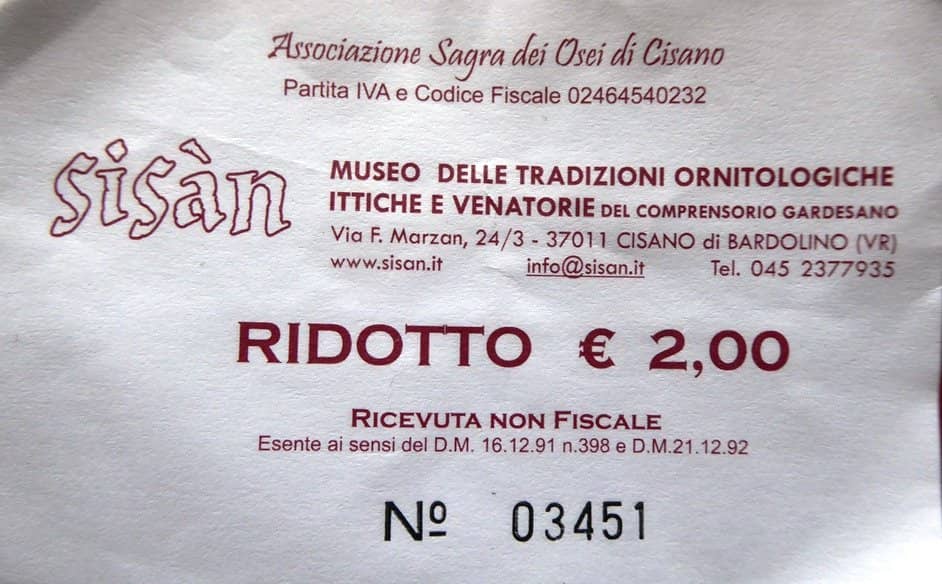 Associazione Sagra dei Osei di Cisano
Partita IVA e Codice Fiscale 02464540232
sisàn
MUSEO DELLE TRADIZIONI ORNITOLOGICHE
ITTICHE E VENATORIE DEL COMPRENSORIO GARDESANO
Via F. Marzan, 24/3 - 37011 CISANO di BARDOLINO (VR)
www.sisan.it info@sisan.it Tel. 045 2377935
RIDOTTO € 2,00
RICEVUTA NON FISCALE
Esente ai sensi del D.M. 16.12.91 n.398 e D.M.21.12.92
Nº 03451